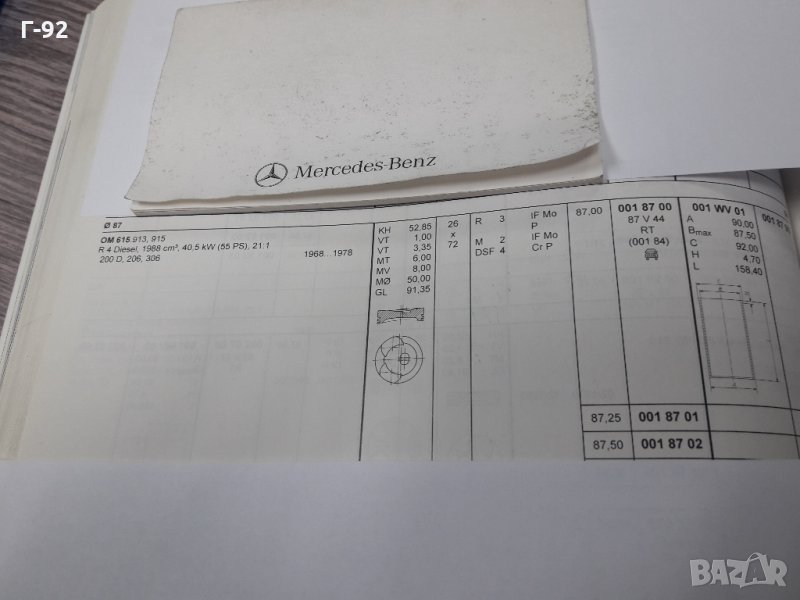 Г-92
Mercedes-Benz
Ø 87
OM 615.913, 915
R 4 Diesel, 1968 cm³, 40,5 kW (55 PS), 21:1
200 D, 206, 306
1968...1978
KH 52,85
VT 1,00
VT 3,35
MT 6,00
MV 8,00
MØ 50,00
GL 91,35
26
x
72
R 3
M 2
VT DSF 4
IF Mo
P
IF Mo
Cr P
87,00
001 87 00
87 V 44
RT
(001 84)
001 WV 01
A 90,00
Bmax 87,50
C 92,00
H 4,70
L 158,40
87,25 001 87 01
87,50 001 87 02
BAZAR